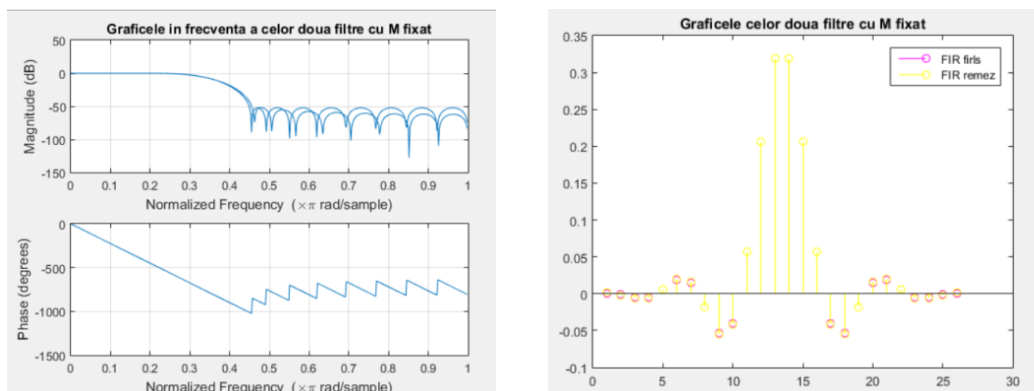 Graficele in frecventa a celor doua filtre cu M fixat
50
0
-50
-100
-150
Magnitude (dB)
0 0.1 0.2 0.3 0.4 0.5 0.6 0.7 0.8 0.9 1
Normalized Frequency (×π rad/sample)
0
-500
-1000
-1500
Phase (degrees)
0 0.1 0.2 0.3 0.4 0.5 0.6 0.7 0.8 0.9 1
Normalized Frequency (×π rad/sample)
Graficele celor doua filtre cu M fixat
0.35
0.3
0.25
0.2
0.15
0.1
0.05
0
-0.05
-0.1
FIR firls
FIR remez
0 5 10 15 20 25 30